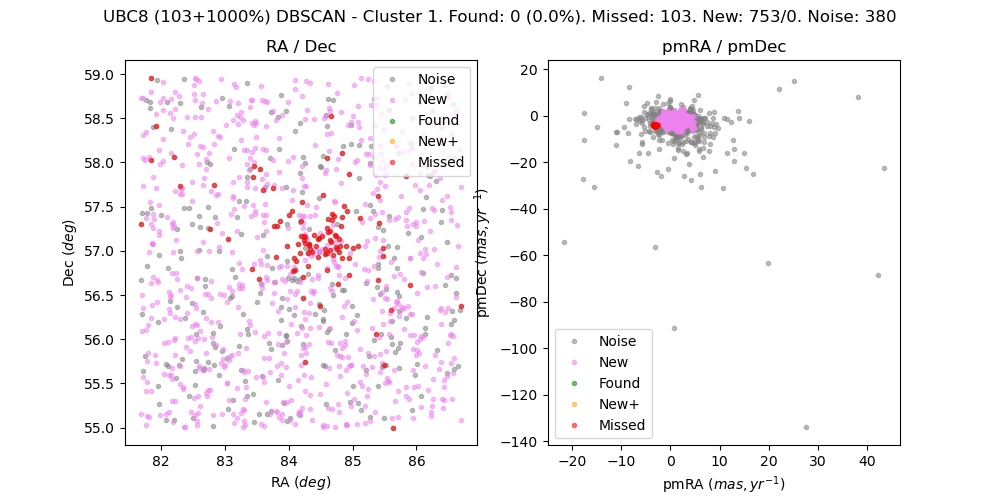 UBC8 (103+1000%) DBSCAN - Cluster 1. Found: 0 (0.0%). Missed: 103. New: 753/0. Noise: 380
RA / Dec
59.0
58.5
58.0
57.5
57.0
56.5
56.0
55.5
55.0
Dec (deg)
82
83
84
85
86
RA (deg)
Noise
New
Found
New+
Missed
pmRA / pmDec
20
0
−20
−40
−60
−80
−100
−120
−140
pmDec (mas, yr⁻¹)
−20
−10
0
10
20
30
40
pmRA (mas, yr⁻¹)
Noise
New
Found
New+
Missed